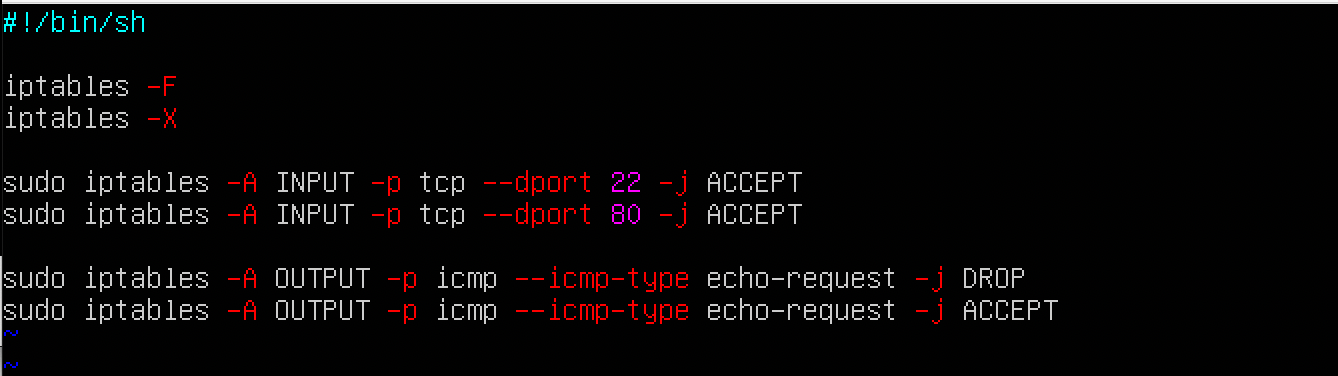 #!/bin/sh
iptables -F
iptables -X
sudo iptables -A INPUT -p tcp --dport 22 -j ACCEPT
sudo iptables -A INPUT -p tcp --dport 80 -j ACCEPT
sudo iptables -A OUTPUT -p icmp --icmp-type echo-request -j DROP
sudo iptables -A OUTPUT -p icmp --icmp-type echo-request -j ACCEPT
~
~